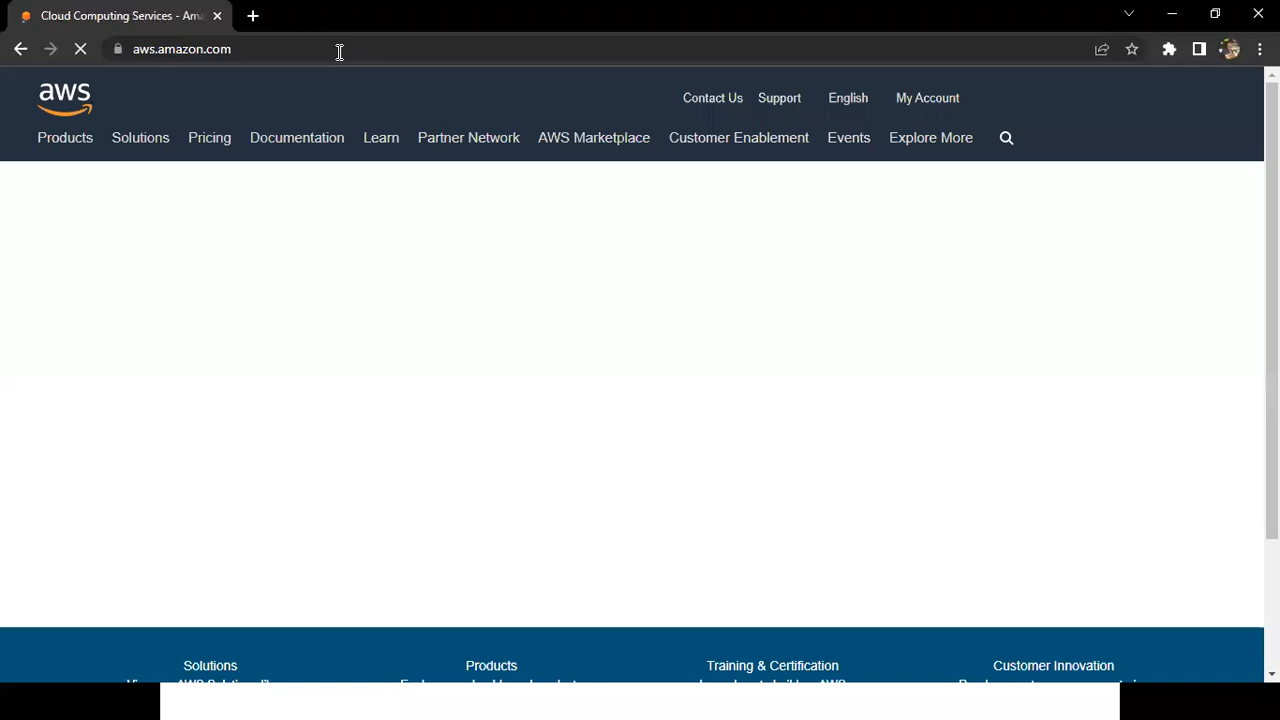 Cloud Computing Services - Ama
aws.amazon.com
aws
Contact Us Support English My Account
Products Solutions Pricing Documentation Learn Partner Network AWS Marketplace Customer Enablement Events Explore More
Solutions Products Training & Certification Customer Innovation